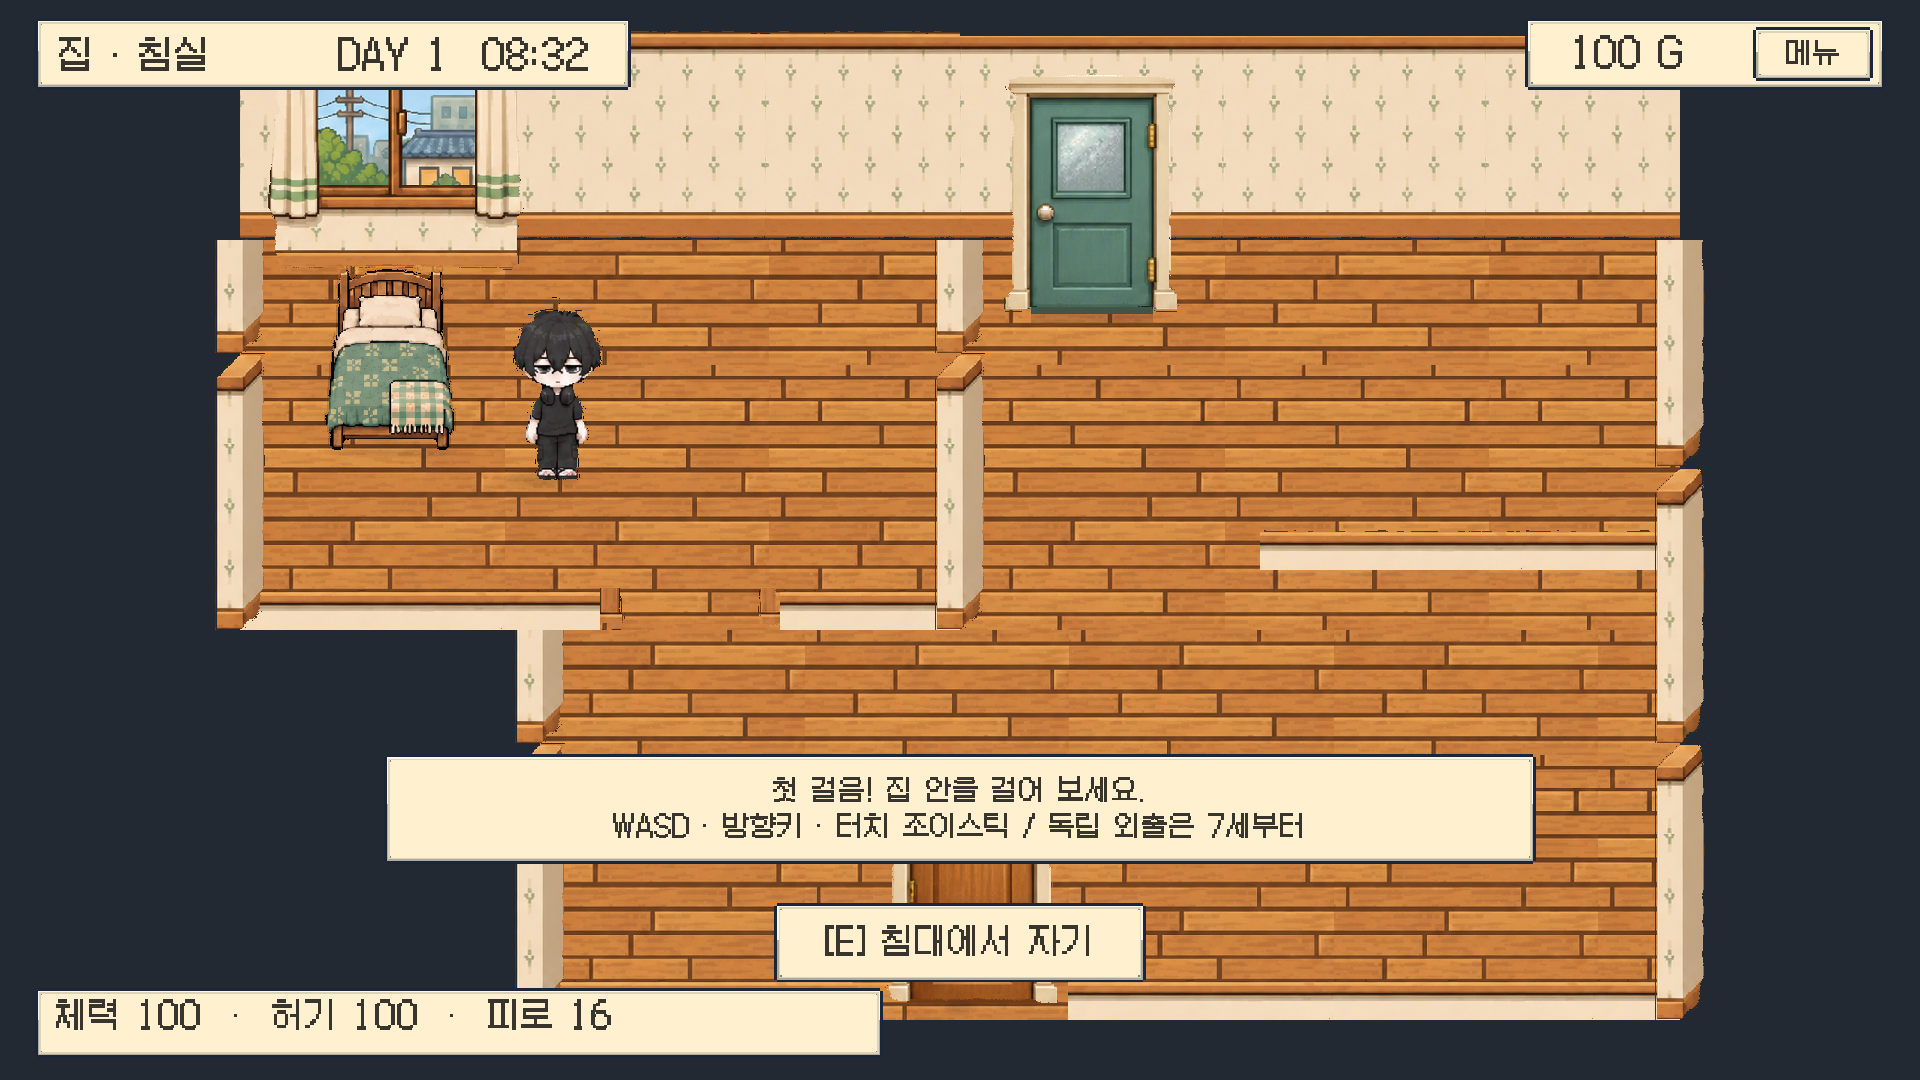 집 · 침실 DAY 1 08:32
100 G 메뉴
첫 걸음! 집 안을 걸어 보세요.
WASD · 방향키 · 터치 조이스틱 / 독립 외출은 7세부터
[E] 침대에서 자기
체력 100 · 허기 100 · 피로 16